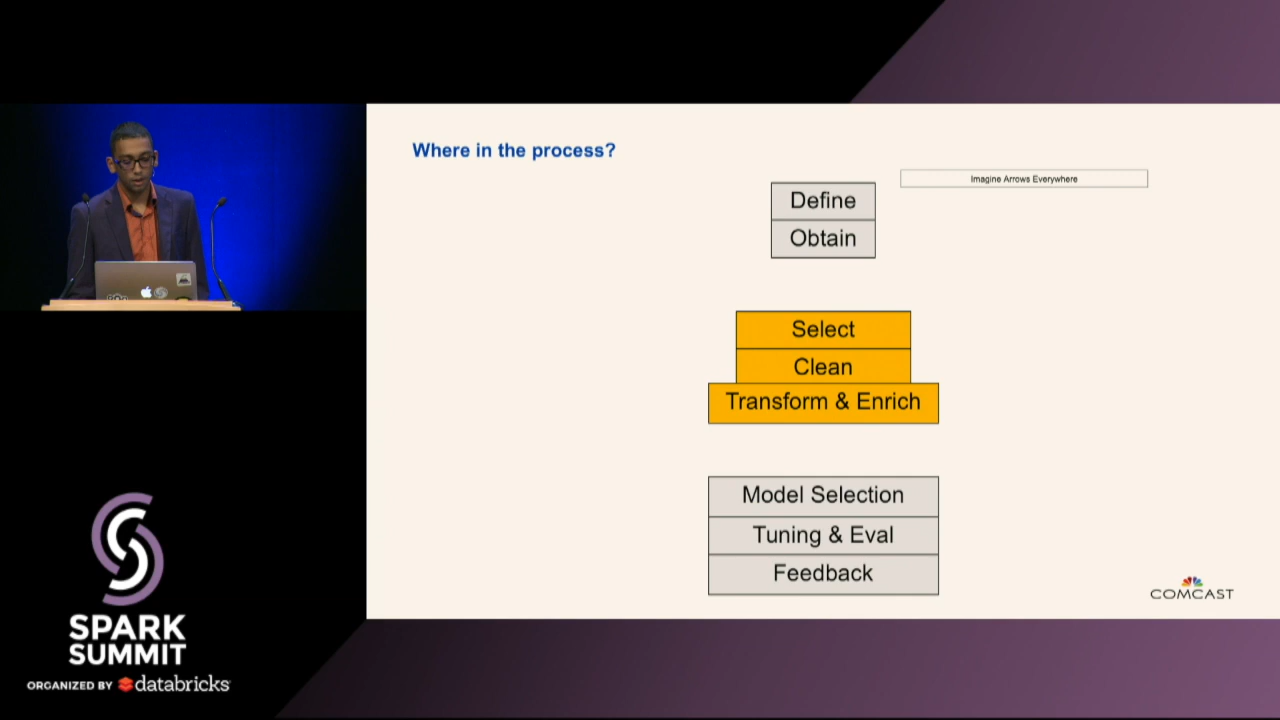 Where in the process?
Imagine Arrows Everywhere
Define
Obtain
Select
Clean
Transform & Enrich
Model Selection
Tuning & Eval
Feedback
COMCAST
SPARK
SUMMIT
ORGANIZED BY databricks